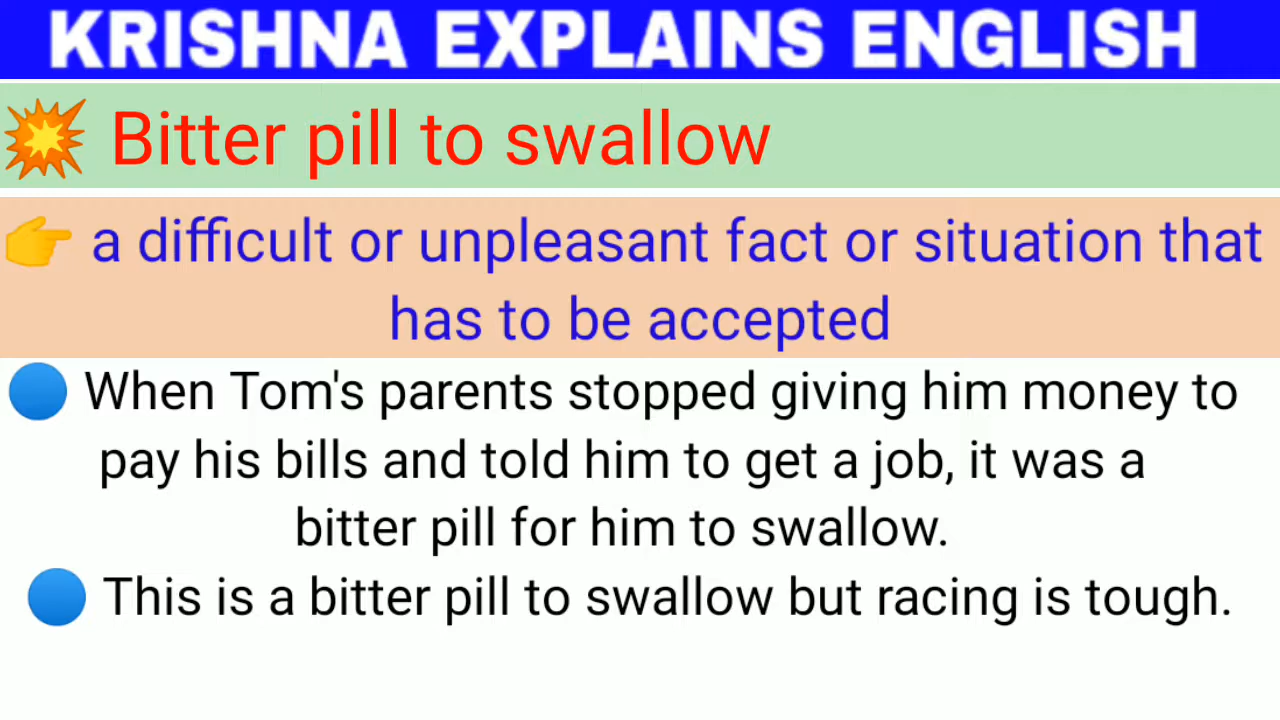 KRISHNA EXPLAINS ENGLISH
💥 Bitter pill to swallow
👉 a difficult or unpleasant fact or situation that
has to be accepted
🔵 When Tom's parents stopped giving him money to
pay his bills and told him to get a job, it was a
bitter pill for him to swallow.
🔵 This is a bitter pill to swallow but racing is tough.